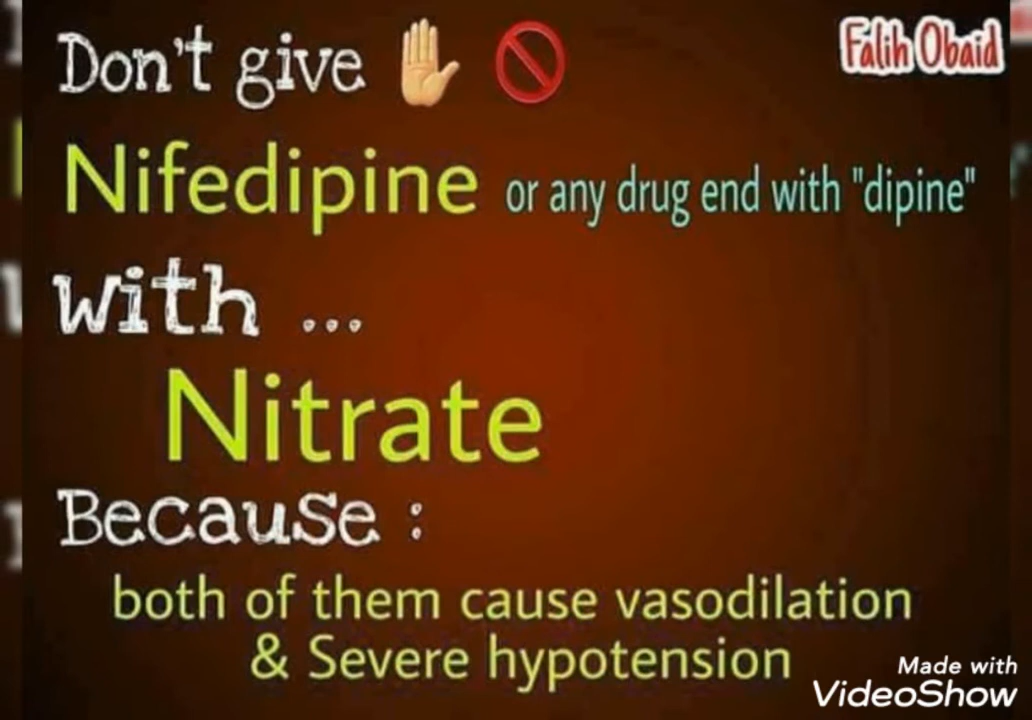 Don't give ✋ 🚫
Falih Obaid
Nifedipine or any drug end with "dipine"
with ...
Nitrate
Because :
both of them cause vasodilation
& Severe hypotension
Made with
VideoShow